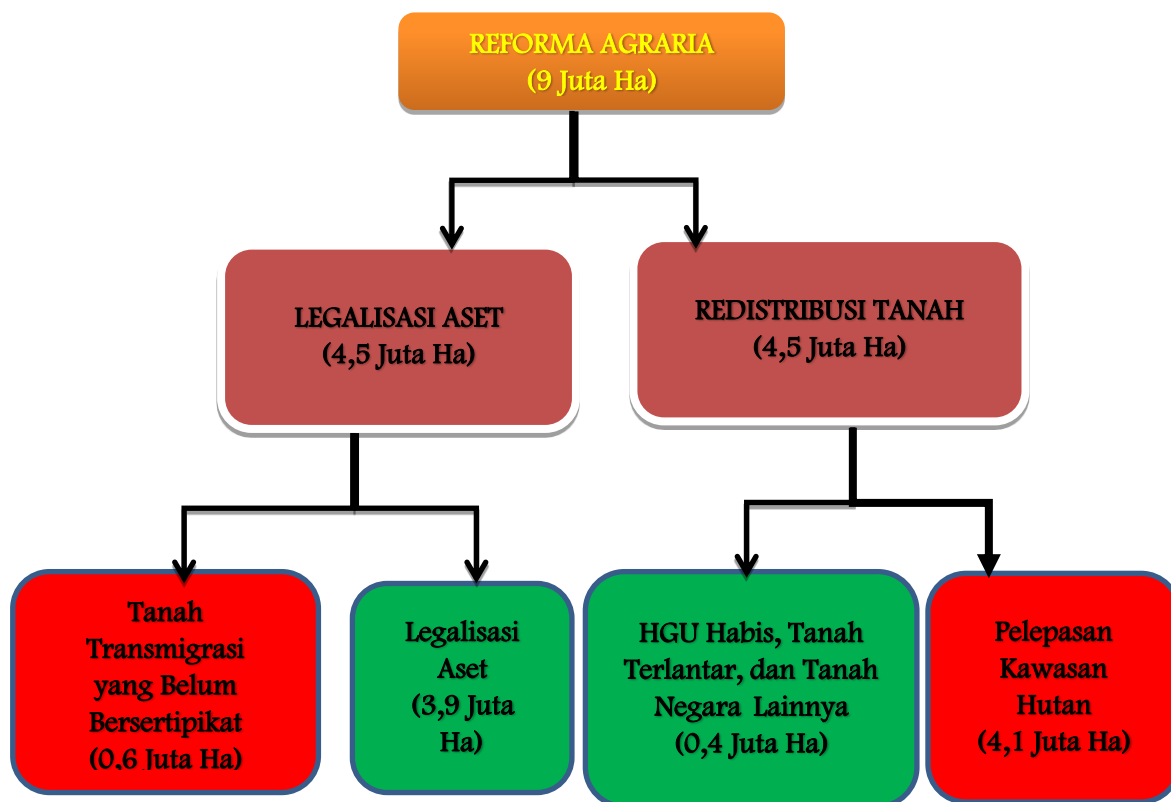 REFORMA AGRARIA
(9 Juta Ha)
LEGALISASI ASET
(4,5 Juta Ha)
REDISTRIBUSI TANAH
(4,5 Juta Ha)
Tanah
Transmigrasi
yang Belum
Bersertipikat
(0,6 Juta Ha)
Legalisasi
Aset
(3,9 Juta
Ha)
HGU Habis, Tanah
Terlantar, dan Tanah
Negara Lainnya
(0,4 Juta Ha)
Pelepasan
Kawasan
Hutan
(4,1 Juta Ha)